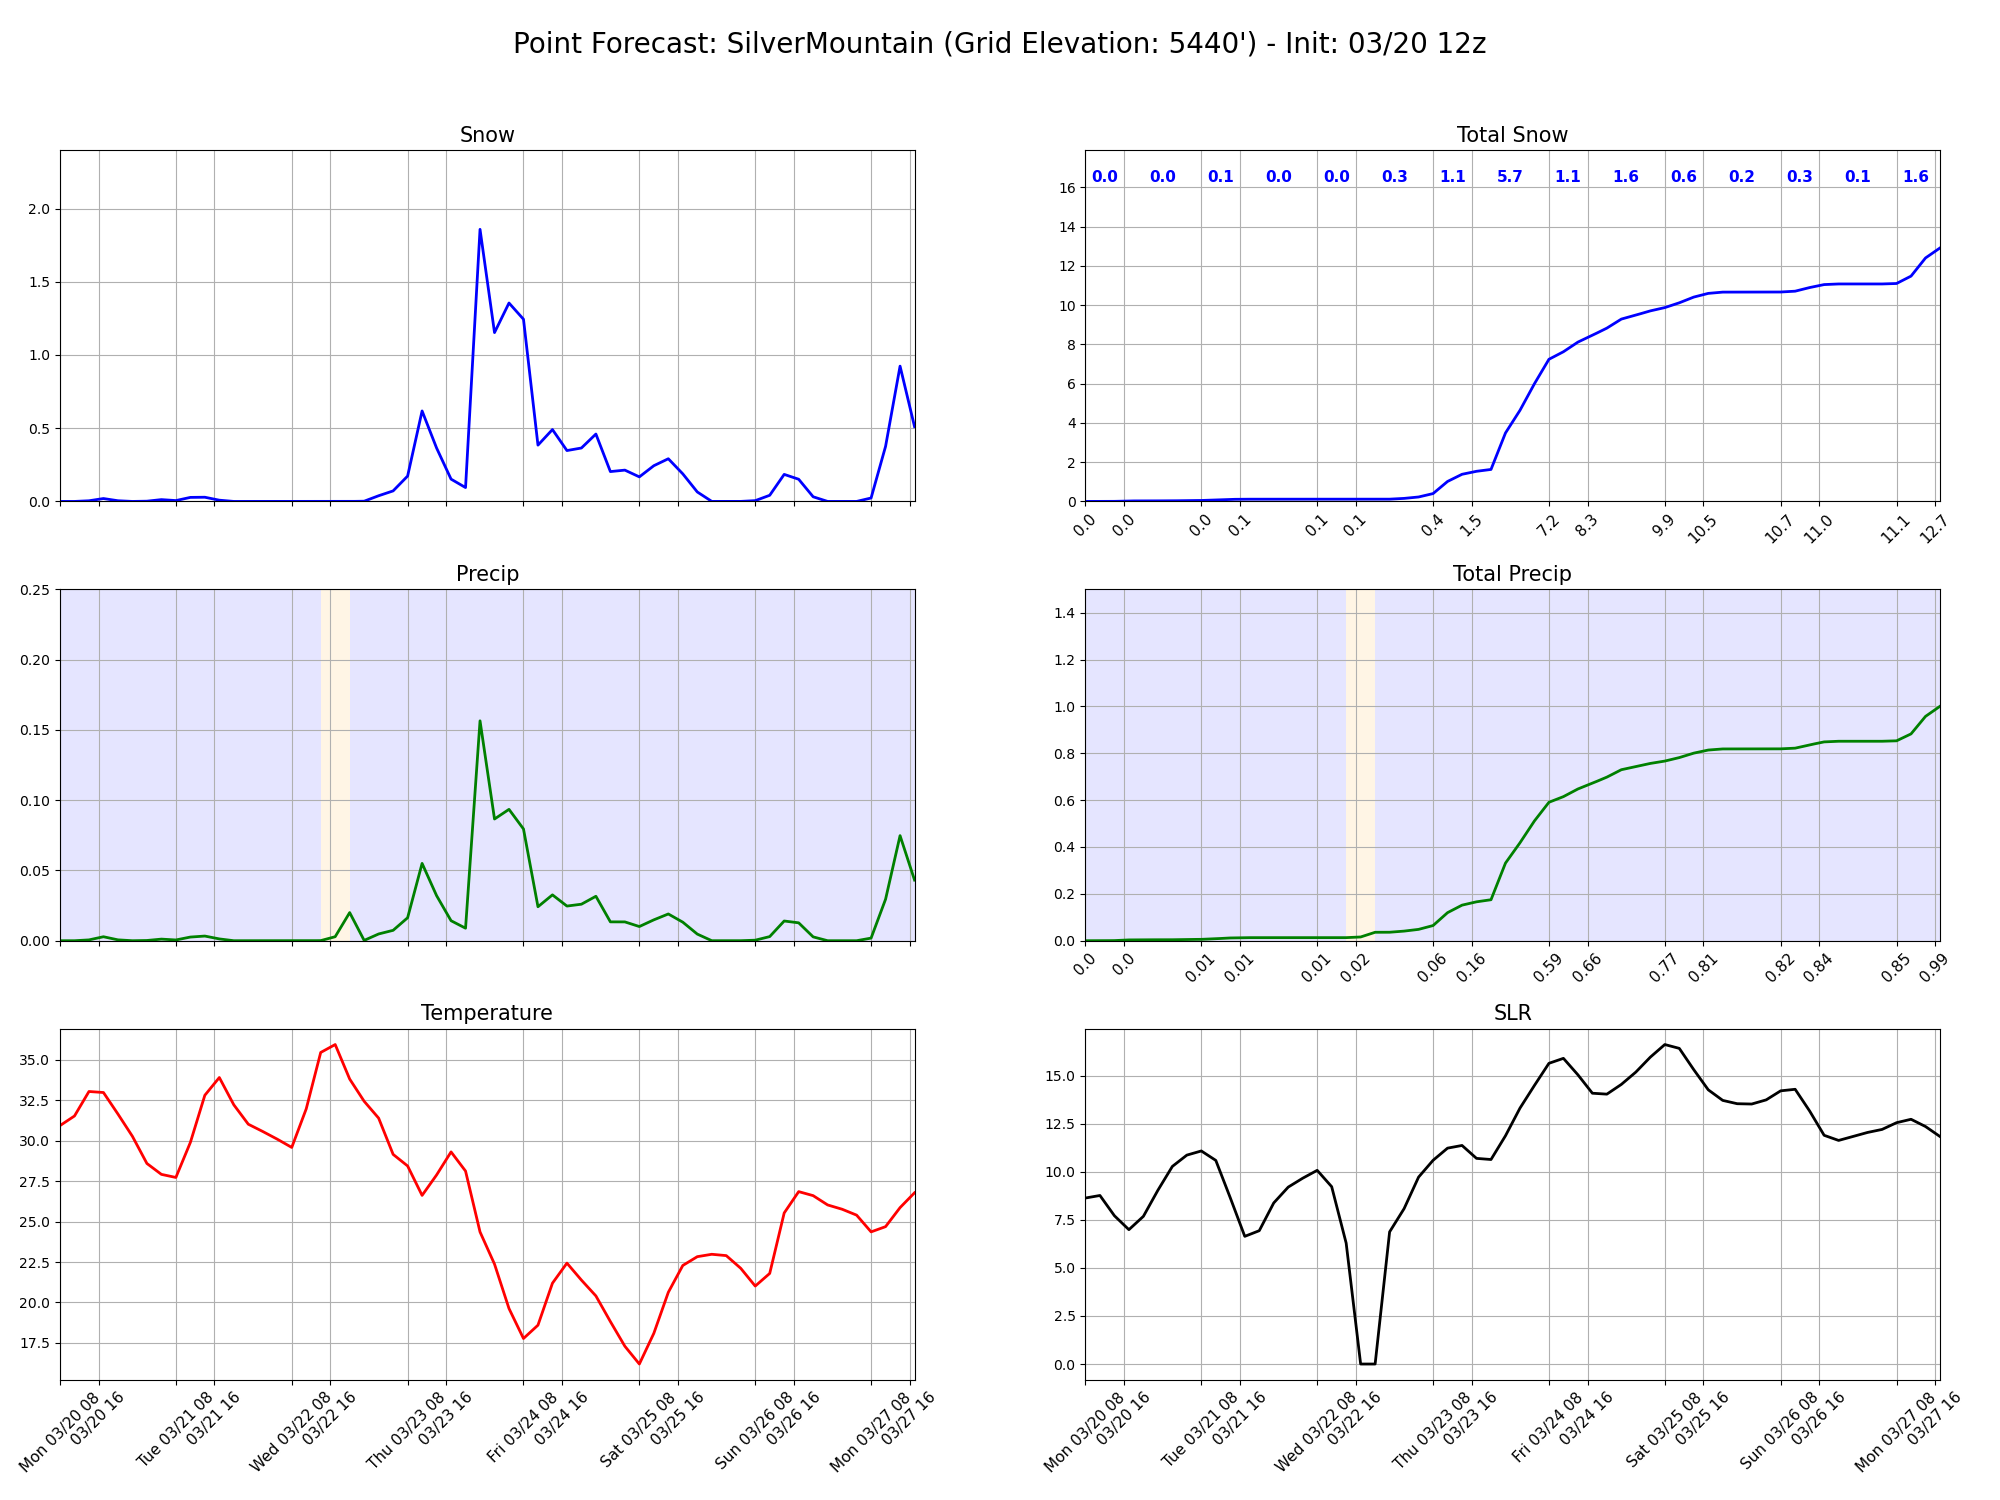 Point Forecast: SilverMountain (Grid Elevation: 5440') - Init: 03/20 12z
Snow
2.0
1.5
1.0
0.5
0.0
Total Snow
0.0 0.0 0.1 0.0 0.0 0.3 1.1 5.7 1.1 1.6 0.6 0.2 0.3 0.1 1.6
16
14
12
10
8
6
4
2
0
0.0 0.0 0.0 0.1 0.1 0.1 0.4 1.5 7.2 8.3 9.9 10.5 10.7 11.0 11.1 12.7
Precip
0.25
0.20
0.15
0.10
0.05
0.00
Total Precip
1.4
1.2
1.0
0.8
0.6
0.4
0.2
0.0
0.0 0.0 0.01 0.01 0.01 0.02 0.06 0.16 0.59 0.66 0.77 0.81 0.82 0.84 0.85 0.99
Temperature
35.0
32.5
30.0
27.5
25.0
22.5
20.0
17.5
Mon 03/20 08
03/20 16
Tue 03/21 08
03/21 16
Wed 03/22 08
03/22 16
Thu 03/23 08
03/23 16
Fri 03/24 08
03/24 16
Sat 03/25 08
03/25 16
Sun 03/26 08
03/26 16
Mon 03/27 08
03/27 16
SLR
15.0
12.5
10.0
7.5
5.0
2.5
0.0
Mon 03/20 08
03/20 16
Tue 03/21 08
03/21 16
Wed 03/22 08
03/22 16
Thu 03/23 08
03/23 16
Fri 03/24 08
03/24 16
Sat 03/25 08
03/25 16
Sun 03/26 08
03/26 16
Mon 03/27 08
03/27 16